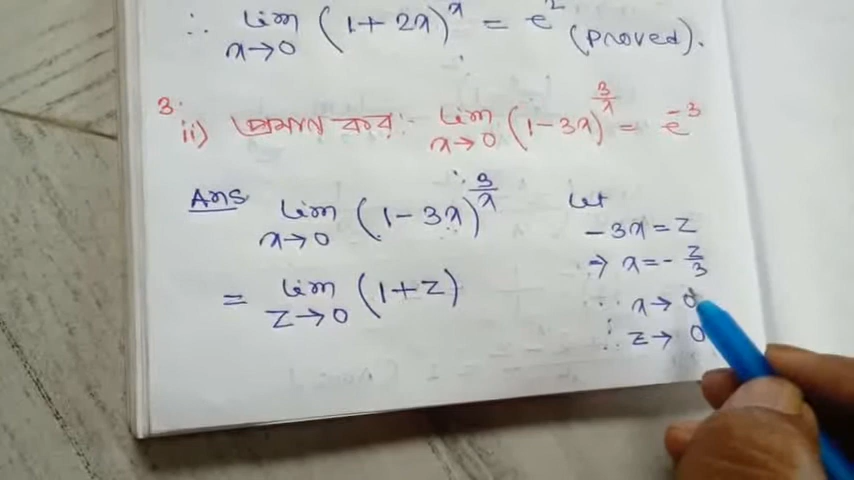 ∴ Lim x→0 (1+2x)^x = e^2 (Proved).
3.
ii) প্রমাণ কর:- Lim x→0 (1-3x)^(3/x) = e^-3
Ans Lim x→0 (1-3x)^(3/x)
= Lim z→0 (1+z)
Let
-3x = z
→ x = - z/3
∵ x→ 0
∴ z→ 0